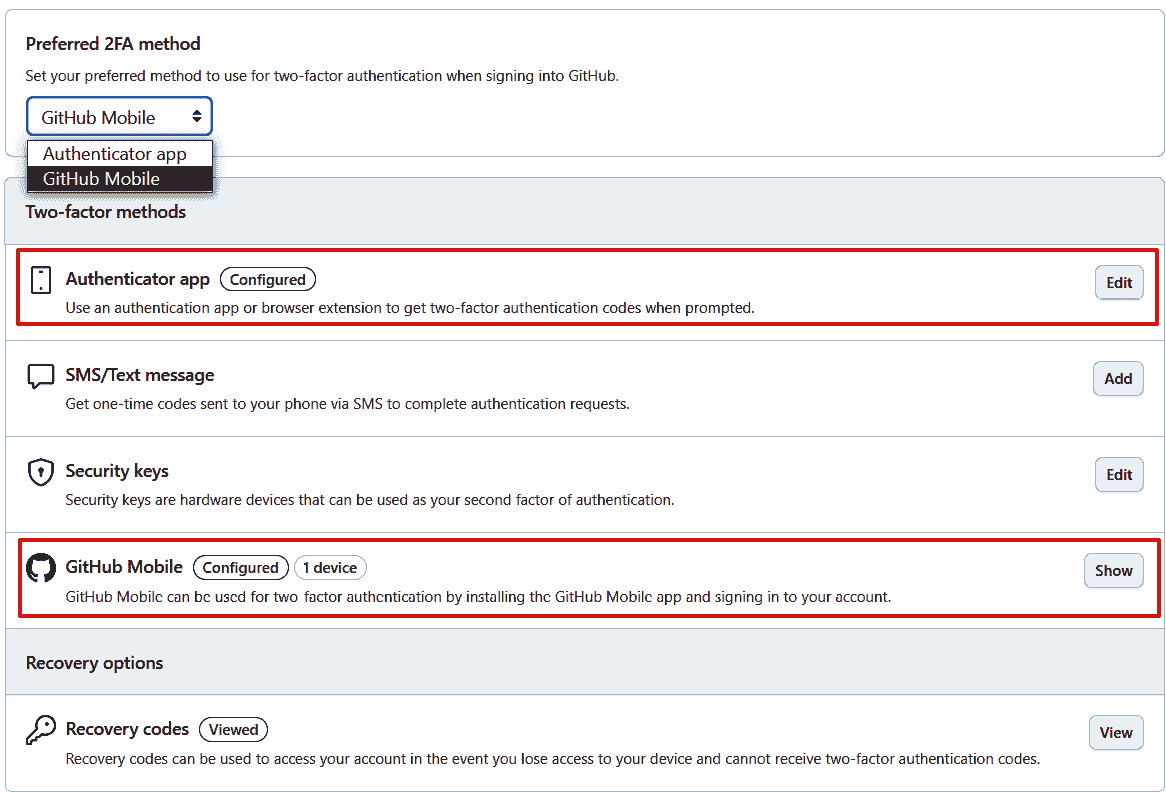 Preferred 2FA method
Set your preferred method to use for two-factor authentication when signing into GitHub.
GitHub Mobile
Authenticator app
GitHub Mobile
Two-factor methods
Authenticator app Configured
Edit
Use an authentication app or browser extension to get two-factor authentication codes when prompted.
SMS/Text message
Add
Get one-time codes sent to your phone via SMS to complete authentication requests.
Security keys
Edit
Security keys are hardware devices that can be used as your second factor of authentication.
GitHub Mobile Configured 1 device
Show
GitHub Mobile can be used for two factor authentication by installing the GitHub Mobile app and signing in to your account.
Recovery options
Recovery codes Viewed
View
Recovery codes can be used to access your account in the event you lose access to your device and cannot receive two-factor authentication codes.